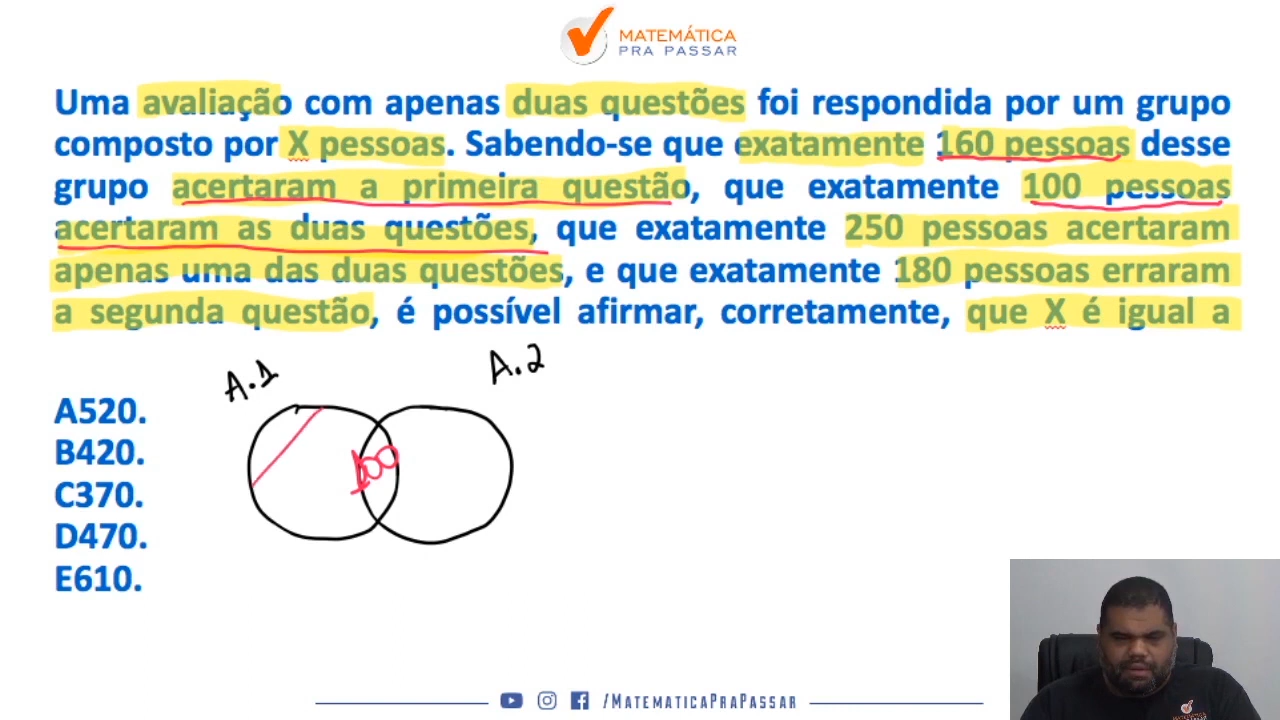 MATEMÁTICA
PRA PASSAR
Uma avaliação com apenas duas questões foi respondida por um grupo
composto por X pessoas. Sabendo-se que exatamente 160 pessoas desse
grupo acertaram a primeira questão, que exatamente 100 pessoas
acertaram as duas questões, que exatamente 250 pessoas acertaram
apenas uma das duas questões, e que exatamente 180 pessoas erraram
a segunda questão, é possível afirmar, corretamente, que X é igual a
A.1
A.2
A520.
B420.
100
C370.
D470.
E610.
/MATEMATICAPRAPASSAR